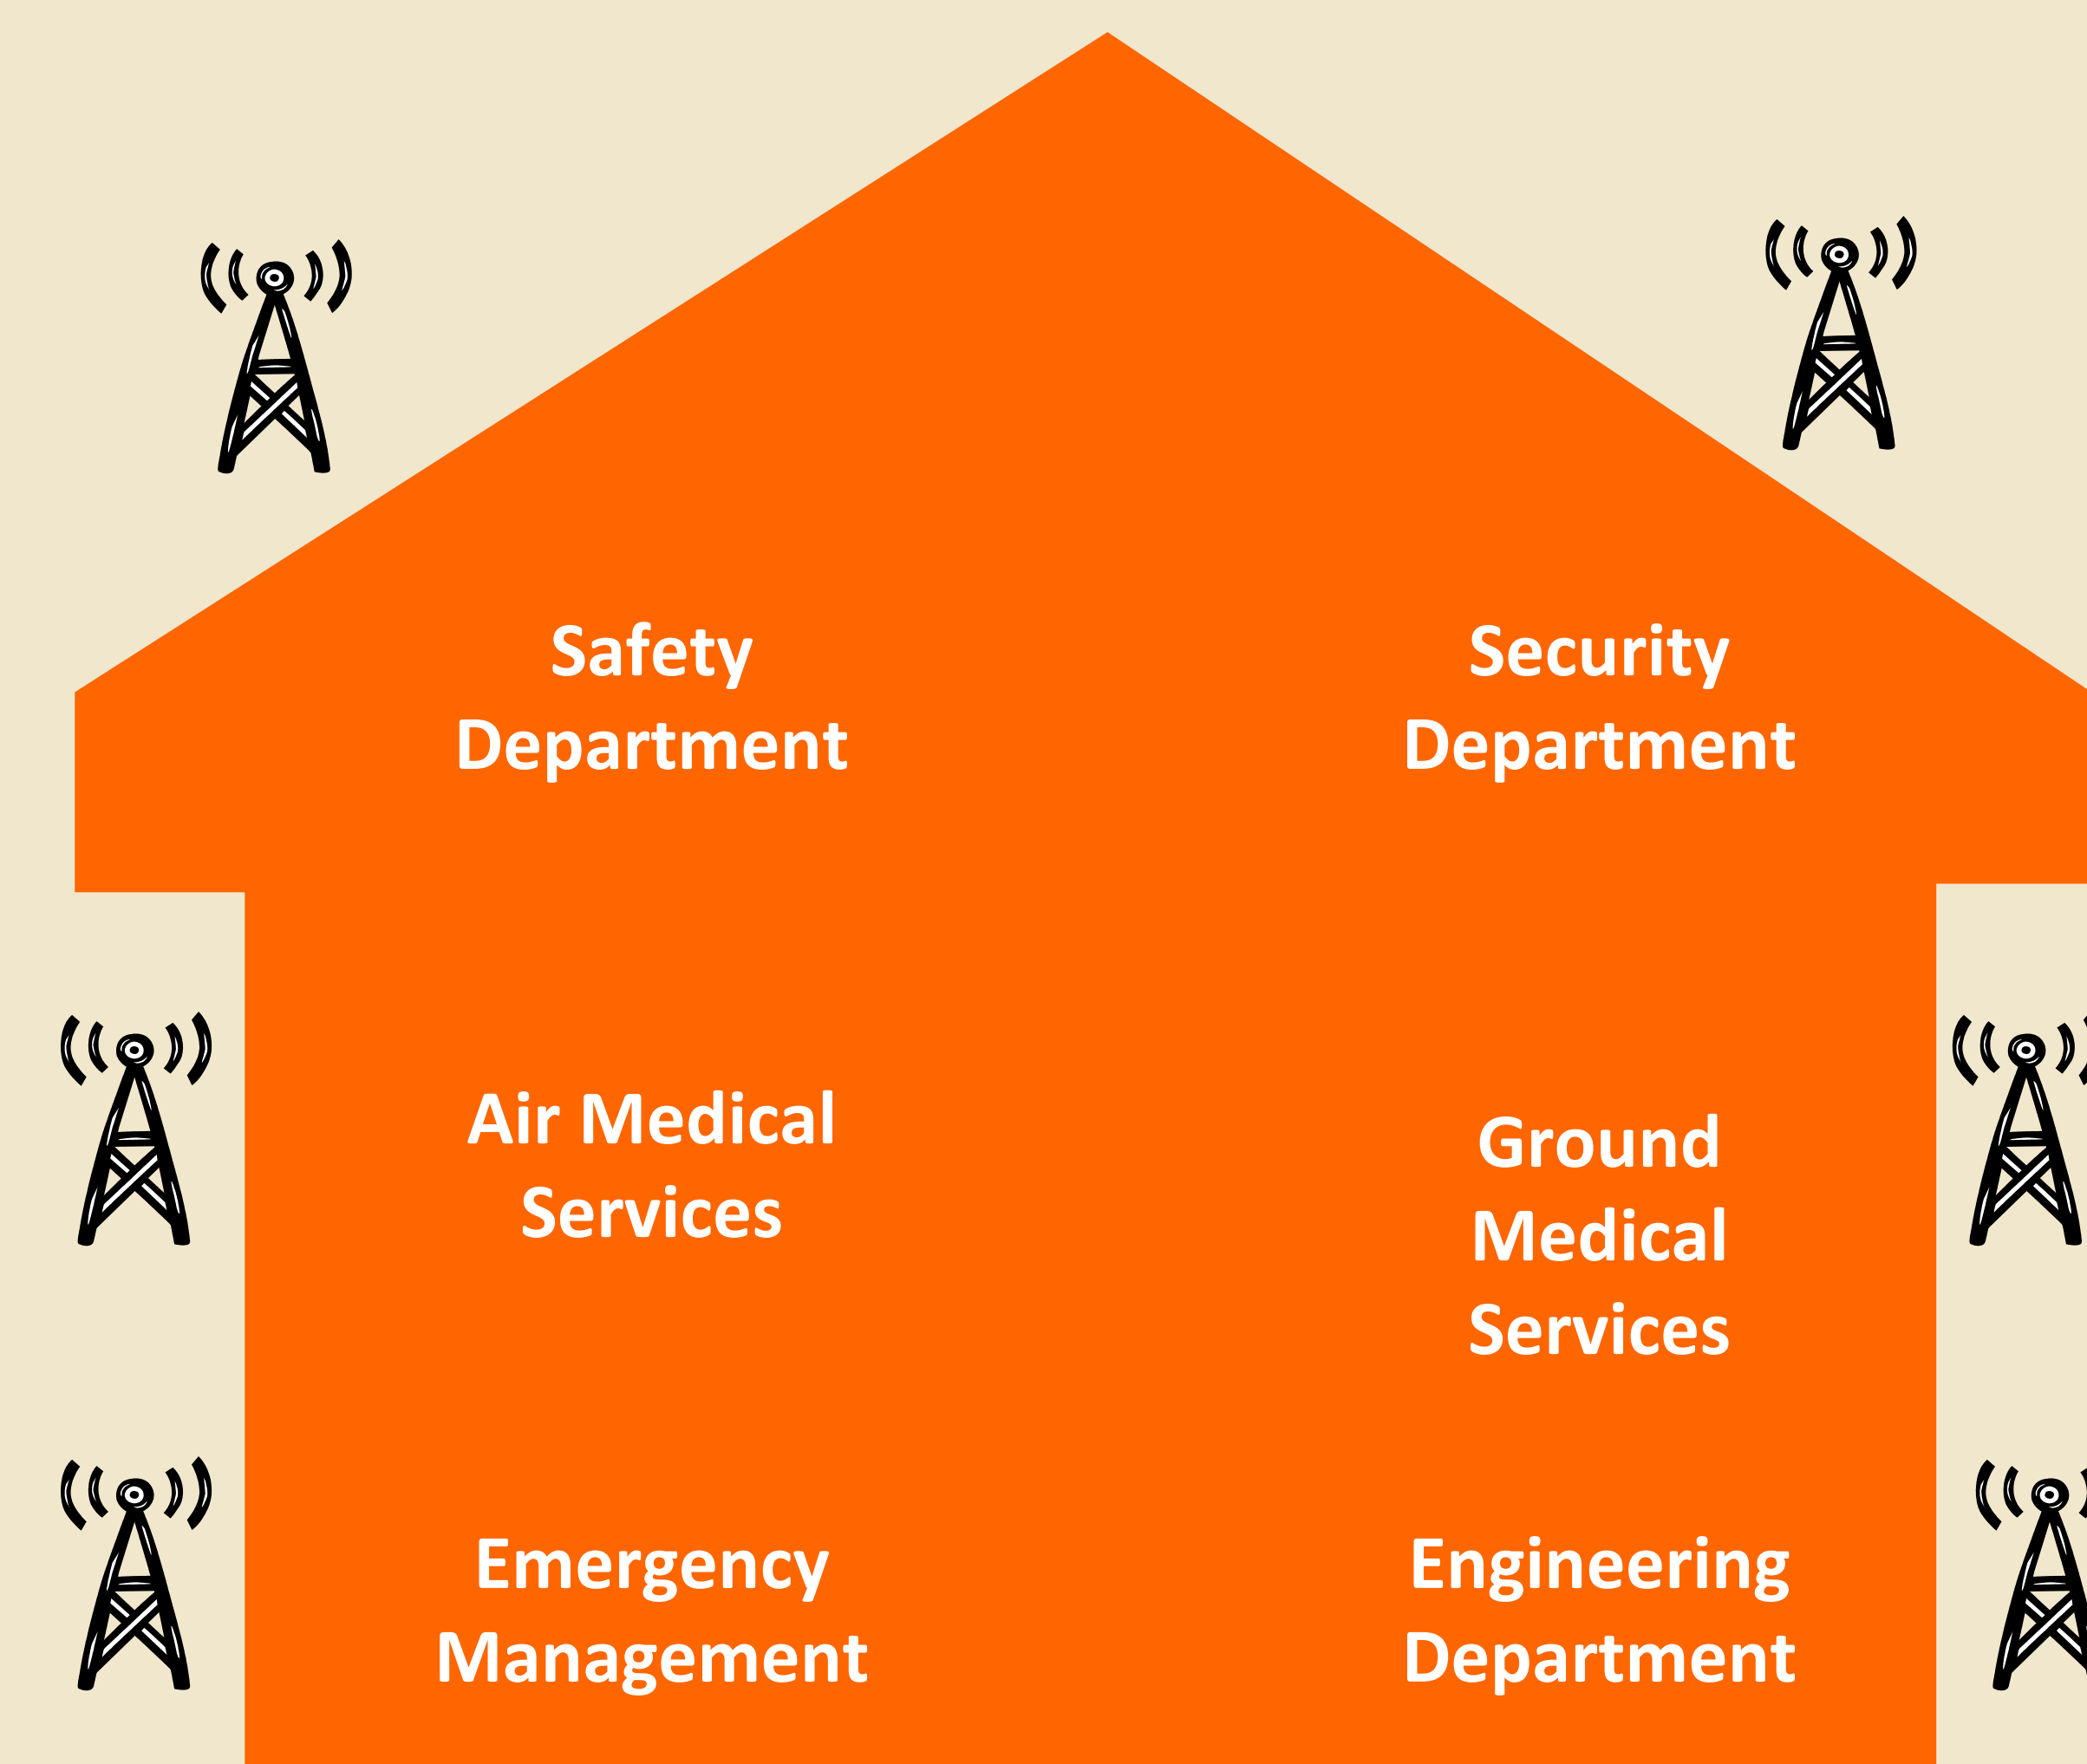 Safety
Department
Security
Department
Air Medical
Services
Ground
Medical
Services
Emergency
Management
Engineering
Department